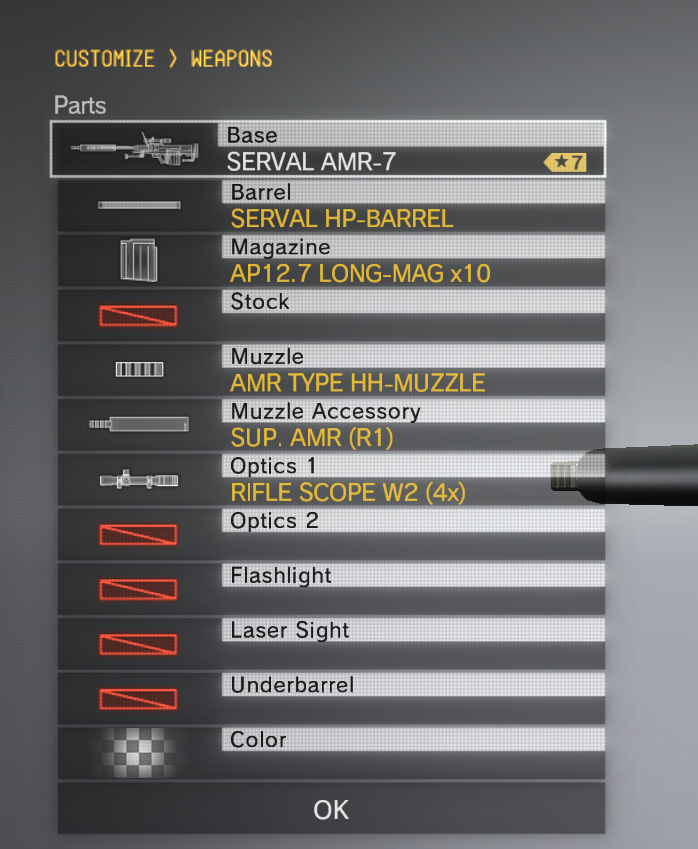 CUSTOMIZE > WEAPONS
Parts
Base
SERVAL AMR-7
★7
Barrel
SERVAL HP-BARREL
Magazine
AP12.7 LONG-MAG x10
Stock
Muzzle
AMR TYPE HH-MUZZLE
Muzzle Accessory
SUP. AMR (R1)
Optics 1
RIFLE SCOPE W2 (4x)
Optics 2
Flashlight
Laser Sight
Underbarrel
Color
OK